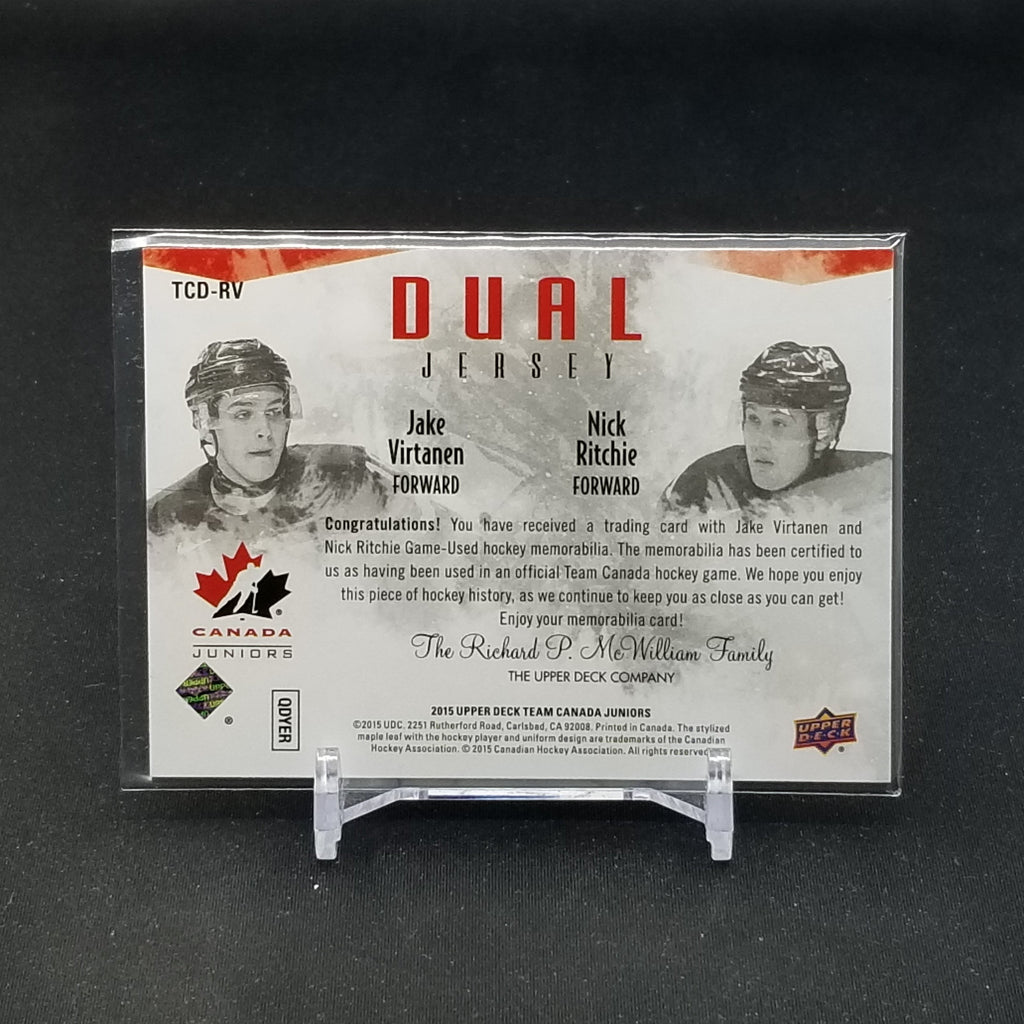 TCD-RV
DUAL
JERSEY
Jake
Virtanen
FORWARD
Nick
Ritchie
FORWARD
Congratulations! You have received a trading card with Jake Virtanen and
Nick Ritchie Game-Used hockey memorabilia. The memorabilia has been certified to
us as having been used in an official Team Canada hockey game. We hope you enjoy
this piece of hockey history, as we continue to keep you as close as you can get!
Enjoy your memorabilia card!
The Richard P. McWilliam Family
THE UPPER DECK COMPANY
CANADA
JUNIORS
QDYER
2015 UPPER DECK TEAM CANADA JUNIORS
©2015 UDC, 2251 Rutherford Road, Carlsbad, CA 92008. Printed in Canada. The stylized
maple leaf with the hockey player and uniform design are trademarks of the Canadian
Hockey Association. © 2015 Canadian Hockey Association. All rights reserved.
UPPER
DECK